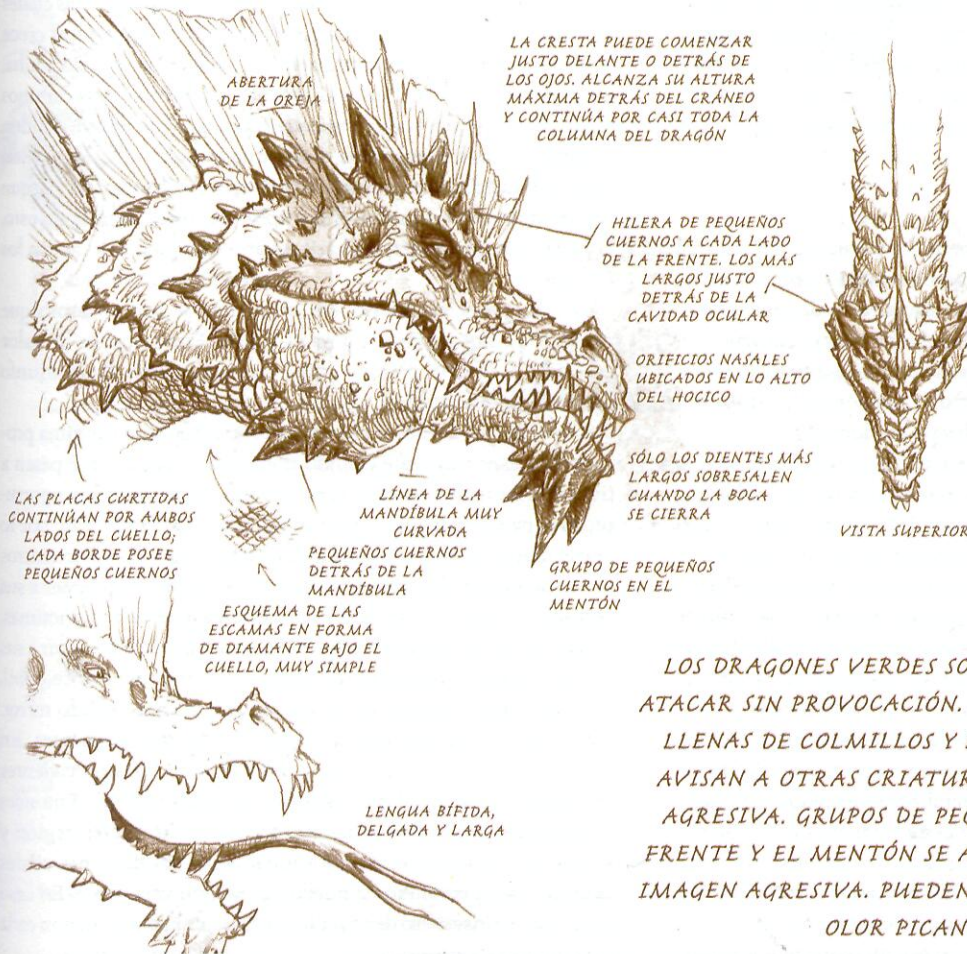 LA CRESTA PUEDE COMENZAR
JUSTO DELANTE O DETRÁS DE
LOS OJOS. ALCANZA SU ALTURA
MÁXIMA DETRÁS DEL CRÁNEO
Y CONTINÚA POR CASI TODA LA
COLUMNA DEL DRAGÓN
ABERTURA
DE LA OREJA
HILERA DE PEQUEÑOS
CUERNOS A CADA LADO
DE LA FRENTE. LOS MÁS
LARGOS JUSTO
DETRÁS DE LA
CAVIDAD OCULAR
ORIFICIOS NASALES
UBICADOS EN LO ALTO
DEL HOCICO
SÓLO LOS DIENTES MÁS
LARGOS SOBRESALEN
CUANDO LA BOCA
SE CIERRA
VISTA SUPERIOR
LAS PLACAS CURTIDAS
CONTINÚAN POR AMBOS
LADOS DEL CUELLO;
CADA BORDE POSEE
PEQUEÑOS CUERNOS
LÍNEA DE LA
MANDÍBULA MUY
CURVADA
PEQUEÑOS CUERNOS
DETRÁS DE LA
MANDÍBULA
GRUPO DE PEQUEÑOS
CUERNOS EN EL
MENTÓN
ESQUEMA DE LAS
ESCAMAS EN FORMA
DE DIAMANTE BAJO EL
CUELLO, MUY SIMPLE
LENGUA BÍFIDA,
DELGADA Y LARGA
LOS DRAGONES VERDES SO
ATACAR SIN PROVOCACIÓN.
LLENAS DE COLMILLOS Y
AVISAN A OTRAS CRIATUR
AGRESIVA. GRUPOS DE PEQ
FRENTE Y EL MENTÓN SE A
IMAGEN AGRESIVA. PUEDEN
OLOR PICAN